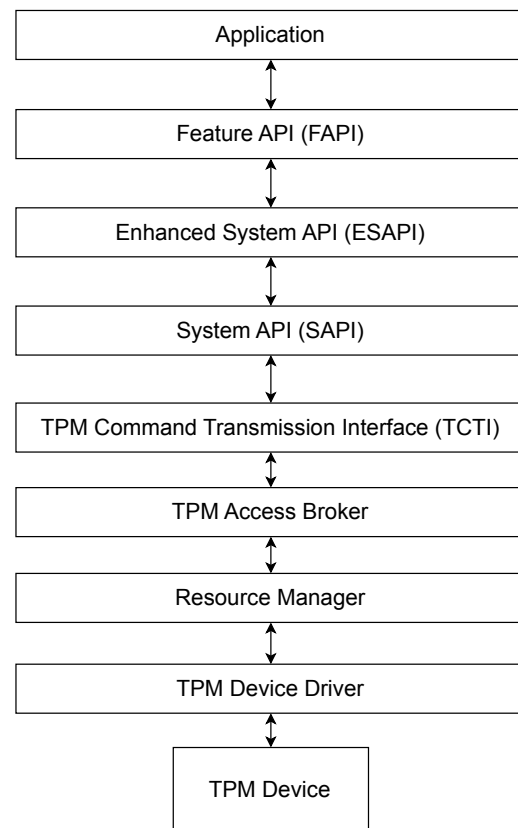 Application
Feature API (FAPI)
Enhanced System API (ESAPI)
System API (SAPI)
TPM Command Transmission Interface (TCTI)
TPM Access Broker
Resource Manager
TPM Device Driver
TPM Device